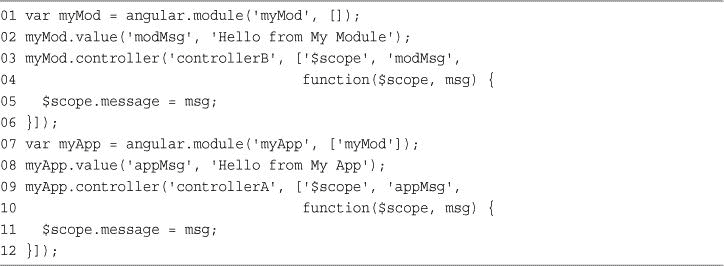 01 var myMod = angular.module('myMod', []);
02 myMod.value('modMsg', 'Hello from My Module');
03 myMod.controller('controllerB', ['$scope', 'modMsg',
04                                  function($scope, msg) {
05   $scope.message = msg;
06 }]);
07 var myApp = angular.module('myApp', ['myMod']);
08 myApp.value('appMsg', 'Hello from My App');
09 myApp.controller('controllerA', ['$scope', 'appMsg',
10                                  function($scope, msg) {
11   $scope.message = msg;
12 }]);